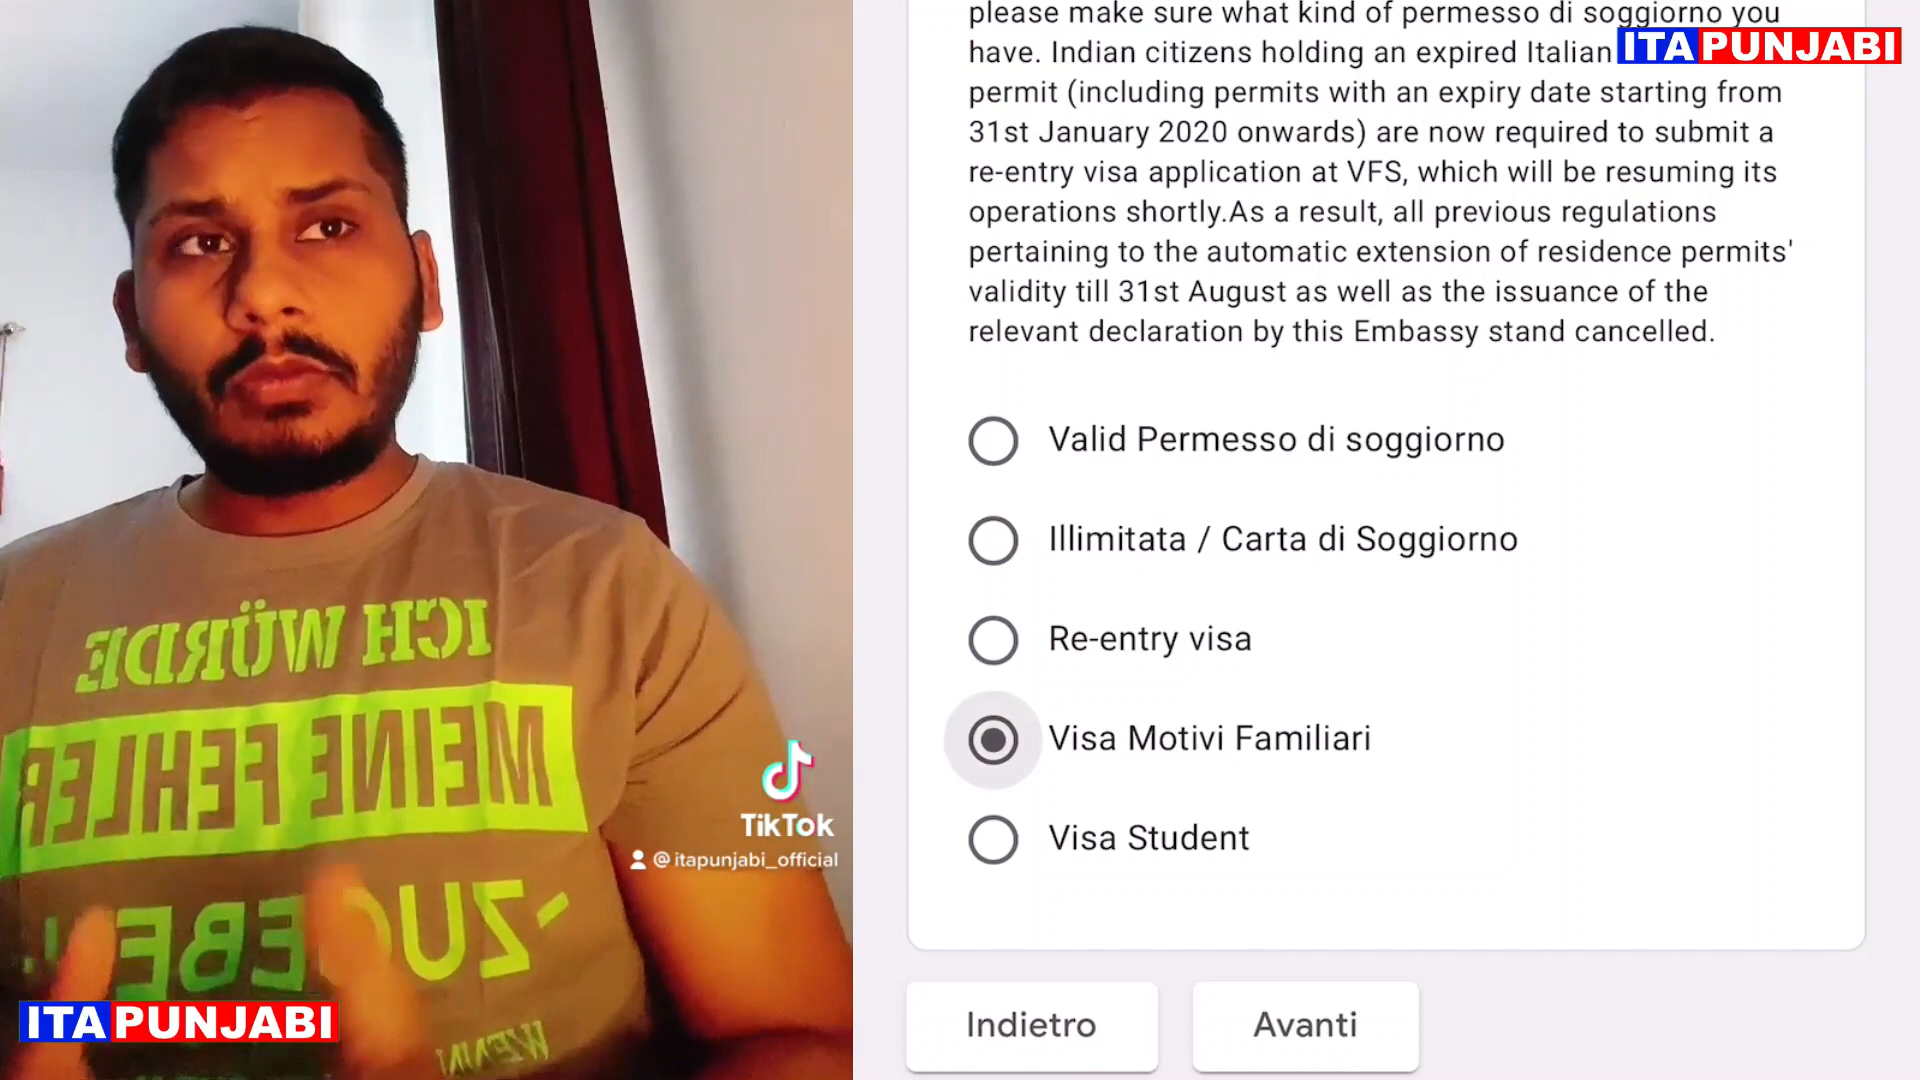 ICH WÜRDE
MEINE FEHLER
TikTok
@itapunjabi_official
ITAPUNJABI
please make sure what kind of permesso di soggiorno you
have. Indian citizens holding an expired Italian
ITAPUNJABI
permit (including permits with an expiry date starting from
31st January 2020 onwards) are now required to submit a
re-entry visa application at VFS, which will be resuming its
operations shortly.As a result, all previous regulations
pertaining to the automatic extension of residence permits'
validity till 31st August as well as the issuance of the
relevant declaration by this Embassy stand cancelled.
Valid Permesso di soggiorno
Illimitata / Carta di Soggiorno
Re-entry visa
Visa Motivi Familiari
Visa Student
Indietro
Avanti